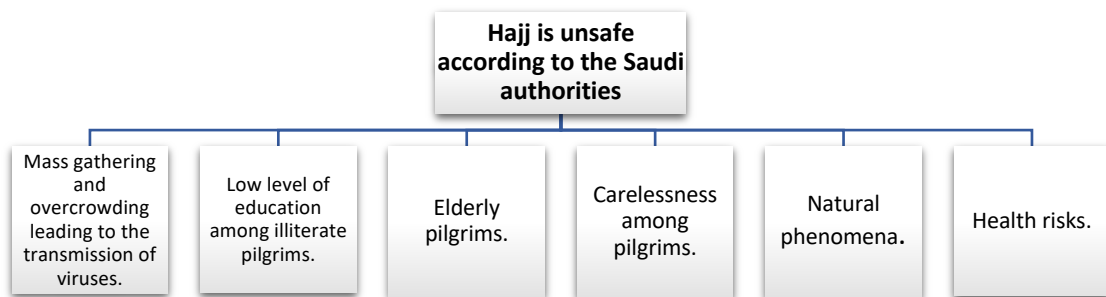 Hajj is unsafe
according to the Saudi
authorities
Mass gathering
and
overcrowding
leading to the
transmission of
viruses.
Low level of
education
among illiterate
pilgrims.
Elderly
pilgrims.
Carelessness
among
pilgrims.
Natural
phenomena.
Health risks.